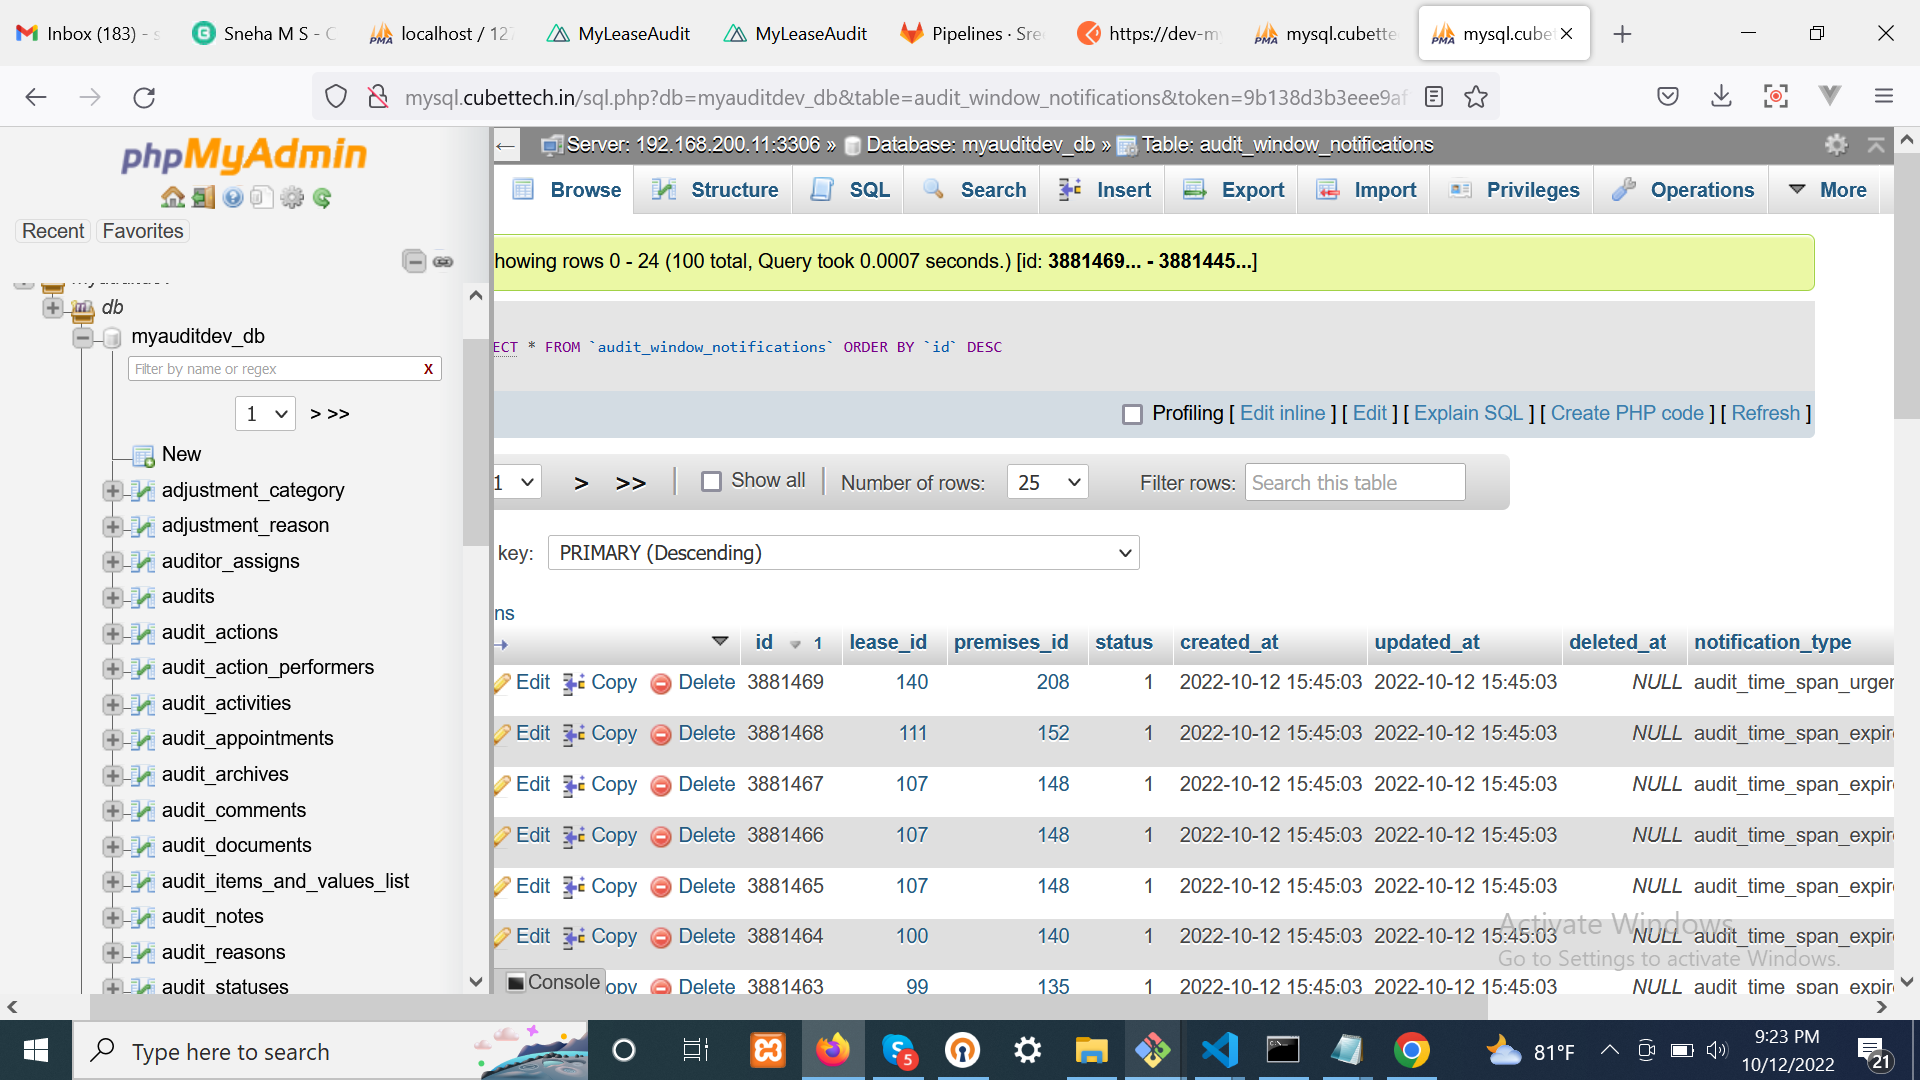 Inbox (183) - s
Sneha M S - C
localhost / 127
MyLeaseAudit
MyLeaseAudit
Pipelines · Sree
https://dev-my
mysql.cubette
mysql.cubet
mysql.cubettech.in/sql.php?db=myauditdev_db&table=audit_window_notifications&token=9b138d3b3eee9af
phpMyAdmin
Recent Favorites
db
myauditdev_db
Filter by name or regex X
1 > >>
New
adjustment_category
adjustment_reason
auditor_assigns
audits
audit_actions
audit_action_performers
audit_activities
audit_appointments
audit_archives
audit_comments
audit_documents
audit_items_and_values_list
audit_notes
audit_reasons
audit_statuses
Server: 192.168.200.11:3306 » Database: myauditdev_db » Table: audit_window_notifications
Browse Structure SQL Search Insert Export Import Privileges Operations More
howing rows 0 - 24 (100 total, Query took 0.0007 seconds.) [id: 3881469... - 3881445...]
ECT * FROM `audit_window_notifications` ORDER BY `id` DESC
Profiling [ Edit inline ] [ Edit ] [ Explain SQL ] [ Create PHP code ] [ Refresh ]
1 > >> Show all Number of rows: 25 Filter rows: Search this table
key: PRIMARY (Descending)
ns
id 1 lease_id premises_id status created_at updated_at deleted_at notification_type
Edit Copy Delete 3881469 140 208 1 2022-10-12 15:45:03 2022-10-12 15:45:03 NULL audit_time_span_urger
Edit Copy Delete 3881468 111 152 1 2022-10-12 15:45:03 2022-10-12 15:45:03 NULL audit_time_span_expir
Edit Copy Delete 3881467 107 148 1 2022-10-12 15:45:03 2022-10-12 15:45:03 NULL audit_time_span_expir
Edit Copy Delete 3881466 107 148 1 2022-10-12 15:45:03 2022-10-12 15:45:03 NULL audit_time_span_expir
Edit Copy Delete 3881465 107 148 1 2022-10-12 15:45:03 2022-10-12 15:45:03 NULL audit_time_span_expir
Edit Copy Delete 3881464 100 140 1 2022-10-12 15:45:03 2022-10-12 15:45:03 NULL audit_time_span_expir
opy Delete 3881463 99 135 1 2022-10-12 15:45:03 2022-10-12 15:45:03 NULL audit_time_span_expir
Console
Activate Windows
Go to Settings to activate Windows.
Type here to search
5
81°F
9:23 PM
10/12/2022
21